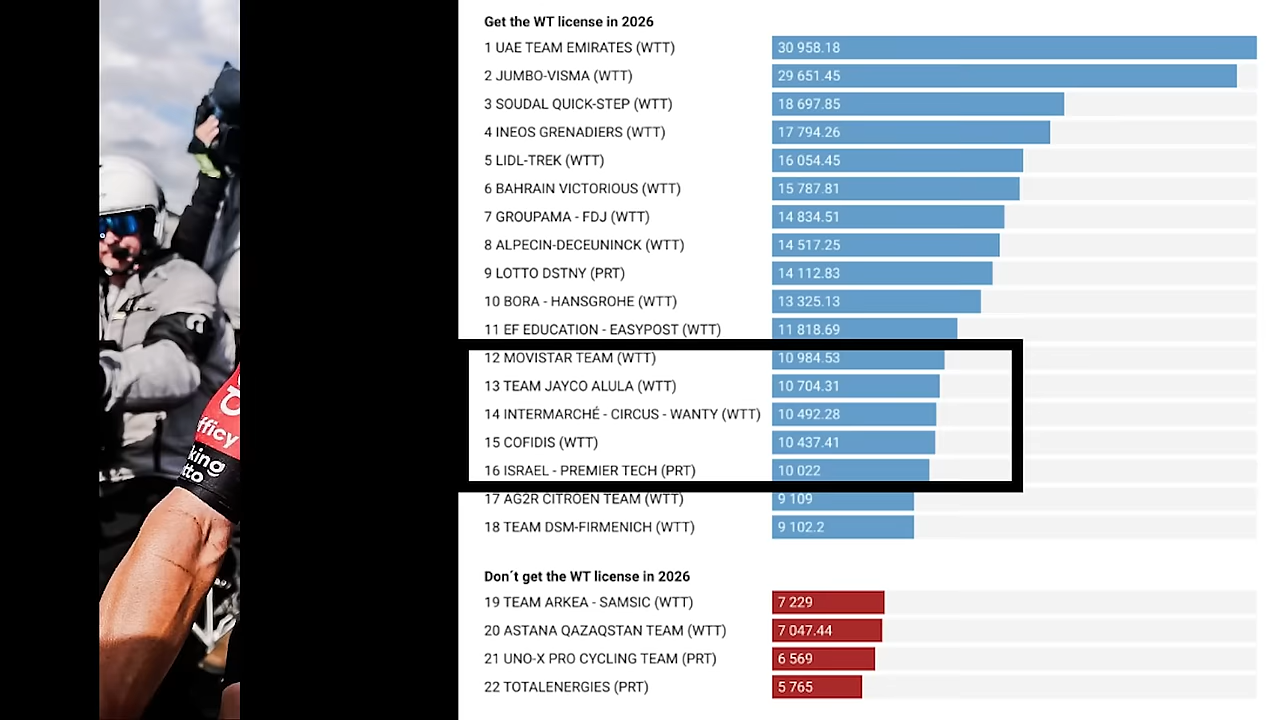 Get the WT license in 2026
1 UAE TEAM EMIRATES (WTT) 30 958.18
2 JUMBO-VISMA (WTT) 29 651.45
3 SOUDAL QUICK-STEP (WTT) 18 697.85
4 INEOS GRENADIERS (WTT) 17 794.26
5 LIDL-TREK (WTT) 16 054.45
6 BAHRAIN VICTORIOUS (WTT) 15 787.81
7 GROUPAMA - FDJ (WTT) 14 834.51
8 ALPECIN-DECEUNINCK (WTT) 14 517.25
9 LOTTO DSTNY (PRT) 14 112.83
10 BORA - HANSGROHE (WTT) 13 325.13
11 EF EDUCATION - EASYPOST (WTT) 11 818.69
12 MOVISTAR TEAM (WTT) 10 984.53
13 TEAM JAYCO ALULA (WTT) 10 704.31
14 INTERMARCHÉ - CIRCUS - WANTY (WTT) 10 492.28
15 COFIDIS (WTT) 10 437.41
16 ISRAEL - PREMIER TECH (PRT) 10 022
17 AG2R CITROEN TEAM (WTT) 9 109
18 TEAM DSM-FIRMENICH (WTT) 9 102.2
Don´t get the WT license in 2026
19 TEAM ARKEA - SAMSIC (WTT) 7 229
20 ASTANA QAZAQSTAN TEAM (WTT) 7 047.44
21 UNO-X PRO CYCLING TEAM (PRT) 6 569
22 TOTALENERGIES (PRT) 5 765
fficy
king
tto